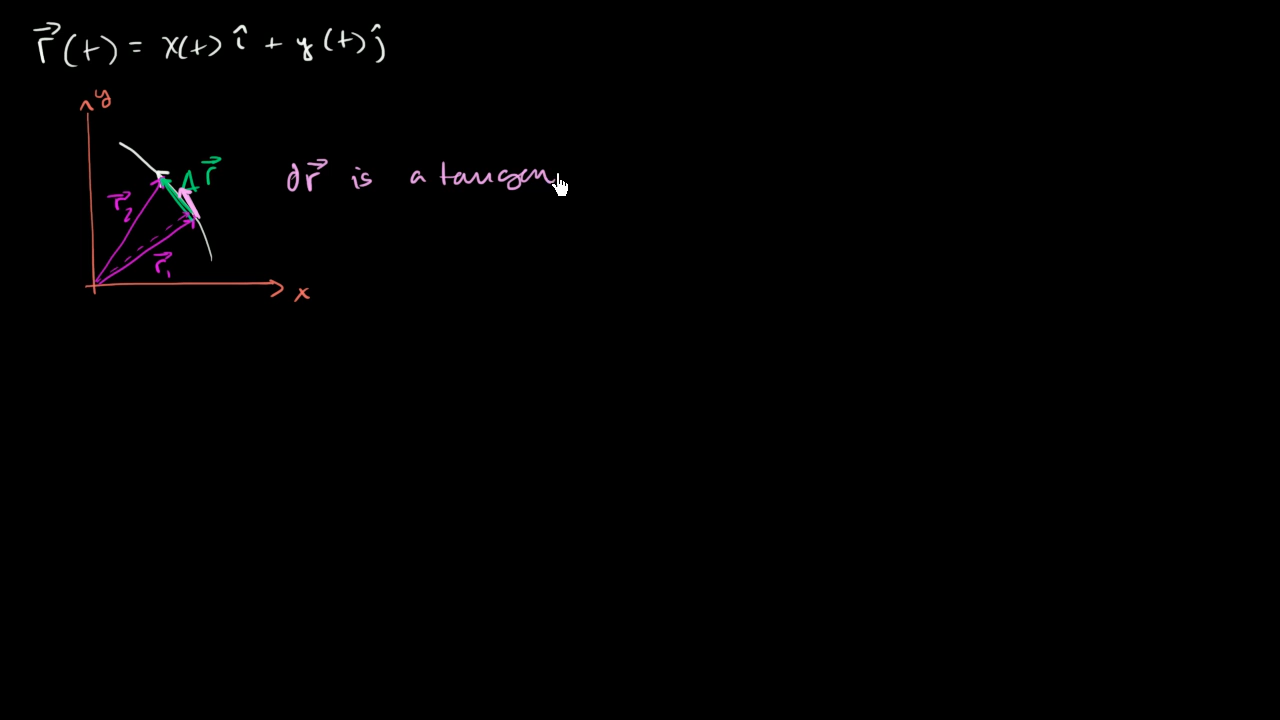 r⃗(t) = x(t) î + y(t) ĵ
y
Δr⃗
dr⃗ is a tangen
r⃗₂
r⃗₁
x